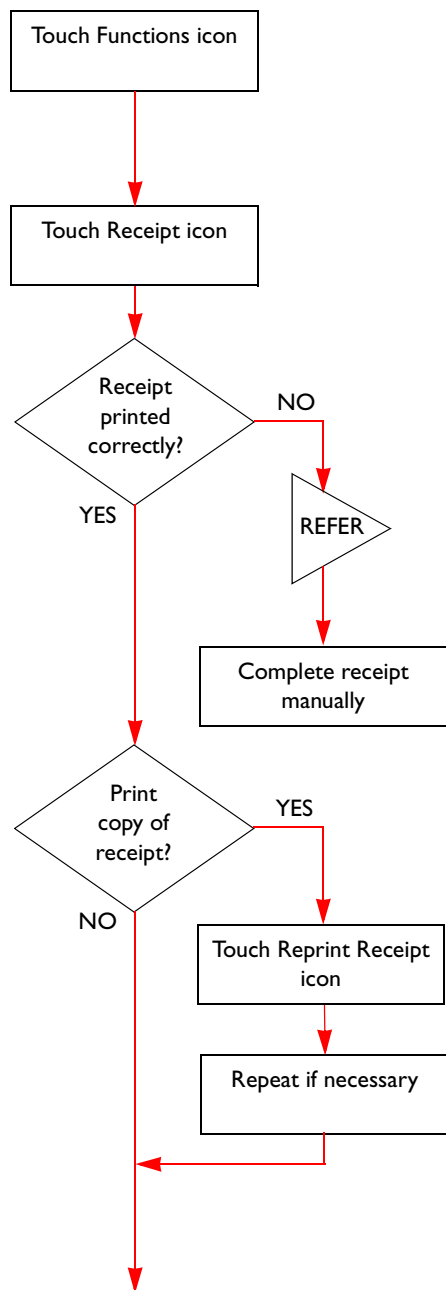 Touch Functions icon
Touch Receipt icon
Receipt
printed
correctly?
NO
YES
REFER
Complete receipt
manually
Print
copy of
receipt?
YES
NO
Touch Reprint Receipt
icon
Repeat if necessary